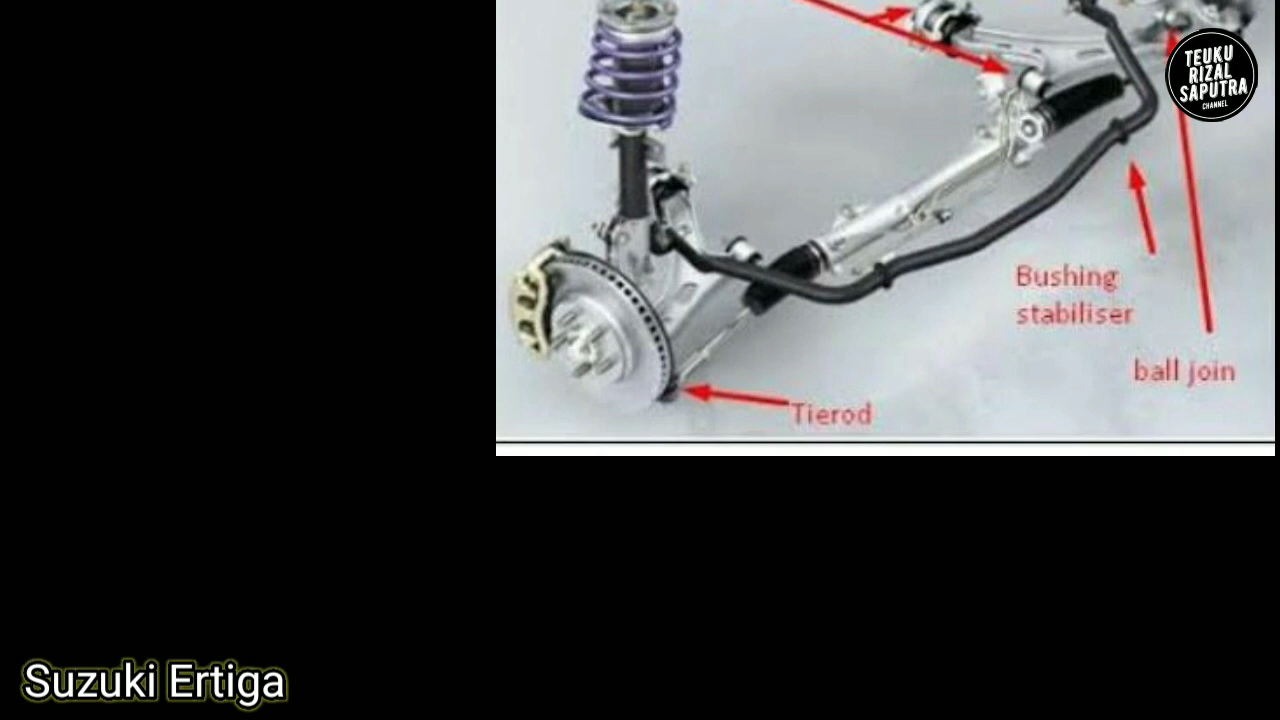 TEUKU
RIZAL
SAPUTRA
CHANNEL
Bushing
stabiliser
ball join
Tierod
Suzuki Ertiga